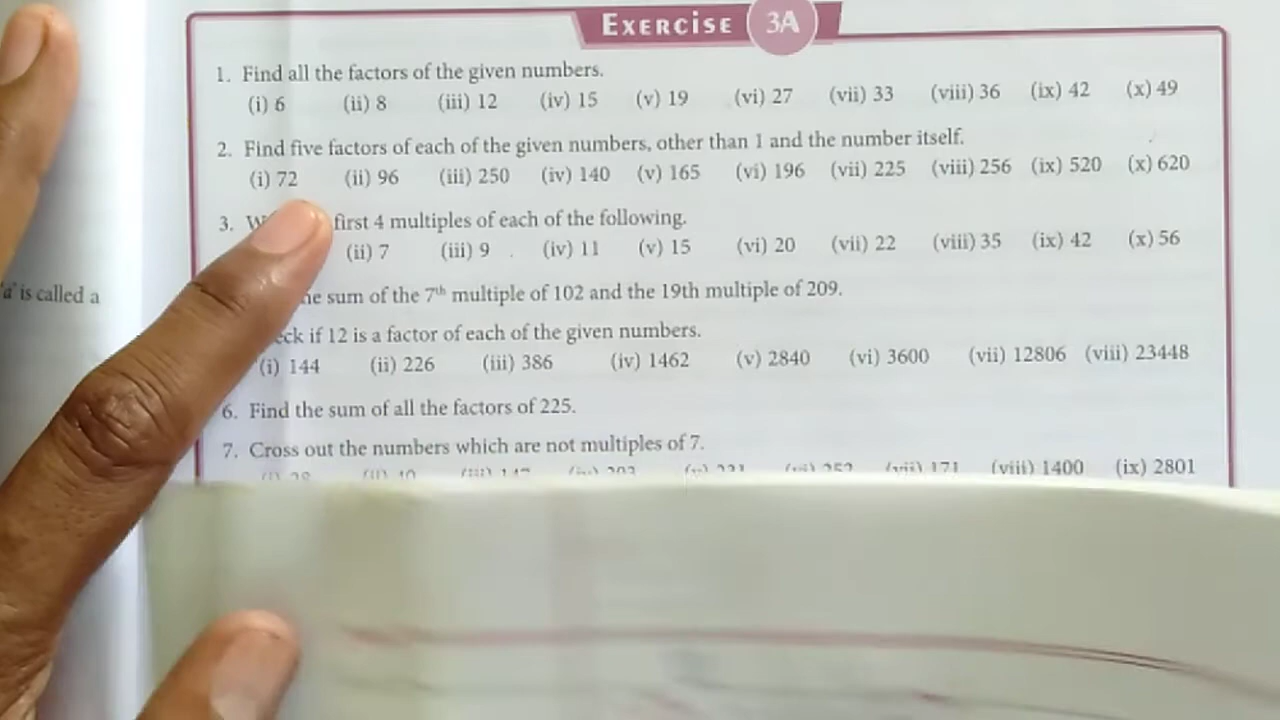 EXERCISE 3A
1. Find all the factors of the given numbers.
(i) 6 (ii) 8 (iii) 12 (iv) 15 (v) 19 (vi) 27 (vii) 33 (viii) 36 (ix) 42 (x) 49
2. Find five factors of each of the given numbers, other than 1 and the number itself.
(i) 72 (ii) 96 (iii) 250 (iv) 140 (v) 165 (vi) 196 (vii) 225 (viii) 256 (ix) 520 (x) 620
3. first 4 multiples of each of the following.
(ii) 7 (iii) 9 (iv) 11 (v) 15 (vi) 20 (vii) 22 (viii) 35 (ix) 42 (x) 56
'a' is called a
sum of the 7th multiple of 102 and the 19th multiple of 209.
if 12 is a factor of each of the given numbers.
(i) 144 (ii) 226 (iii) 386 (iv) 1462 (v) 2840 (vi) 3600 (vii) 12806 (viii) 23448
6. Find the sum of all the factors of 225.
7. Cross out the numbers which are not multiples of 7.
(vii) 171 (viii) 1400 (ix) 2801